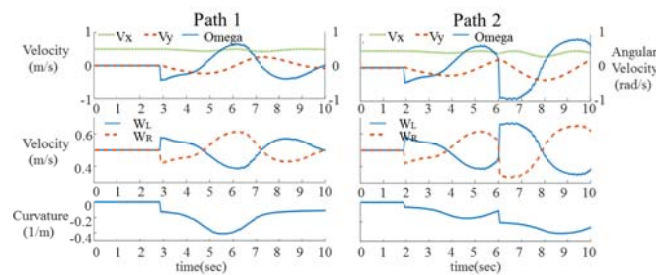 Path 1
Path 2
Velocity
(m/s)
1
0
-1
Vx Vy Omega
1
0
-1
0 1 2 3 4 5 6 7 8 9 10
Vx Vy Omega
1
0
-1
Angular
Velocity
(rad/s)
0 1 2 3 4 5 6 7 8 9 10
Velocity
(m/s)
0.6
0.4
WL
WR
0 1 2 3 4 5 6 7 8 9 10
WL
WR
0 1 2 3 4 5 6 7 8 9 10
Curvature
(1/m)
0
-0.2
-0.4
0 1 2 3 4 5 6 7 8 9 10
time(sec)
0 1 2 3 4 5 6 7 8 9 10
time(sec)